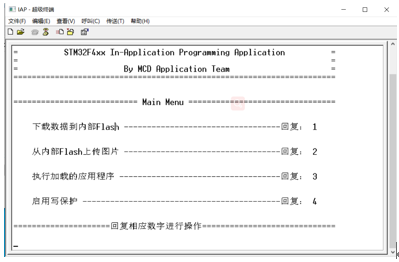 IAP - 超级终端
文件(F) 编辑(E) 查看(V) 呼叫(C) 传送(T) 帮助(H)
= STM32F4xx In-Application Programming Application =
= =
= By MCD Application Team =
======================================================================
========================== Main Menu ===============================
下载数据到内部Flash ---------------------------------回复: 1
从内部Flash上传图片 ---------------------------------回复: 2
执行加载的应用程序 ---------------------------------回复: 3
启用写保护 -----------------------------------------回复: 4
====================回复相应数字进行操作============================